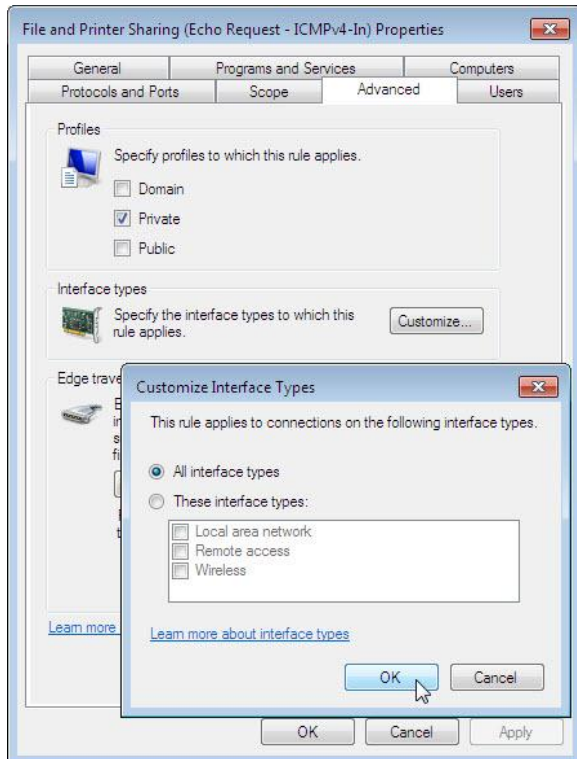 File and Printer Sharing (Echo Request - ICMPv4-In) Properties
General
Programs and Services
Computers
Protocols and Ports
Scope
Advanced
Users
Profiles
Specify profiles to which this rule applies.
Domain
Private
Public
Interface types
Specify the interface types to which this
rule applies.
Customize...
Edge trave
Customize Interface Types
This rule applies to connections on the following interface types.
All interface types
These interface types:
Local area network
Remote access
Wireless
Learn more about interface types
OK
Cancel
Learn more
OK
Cancel
Apply